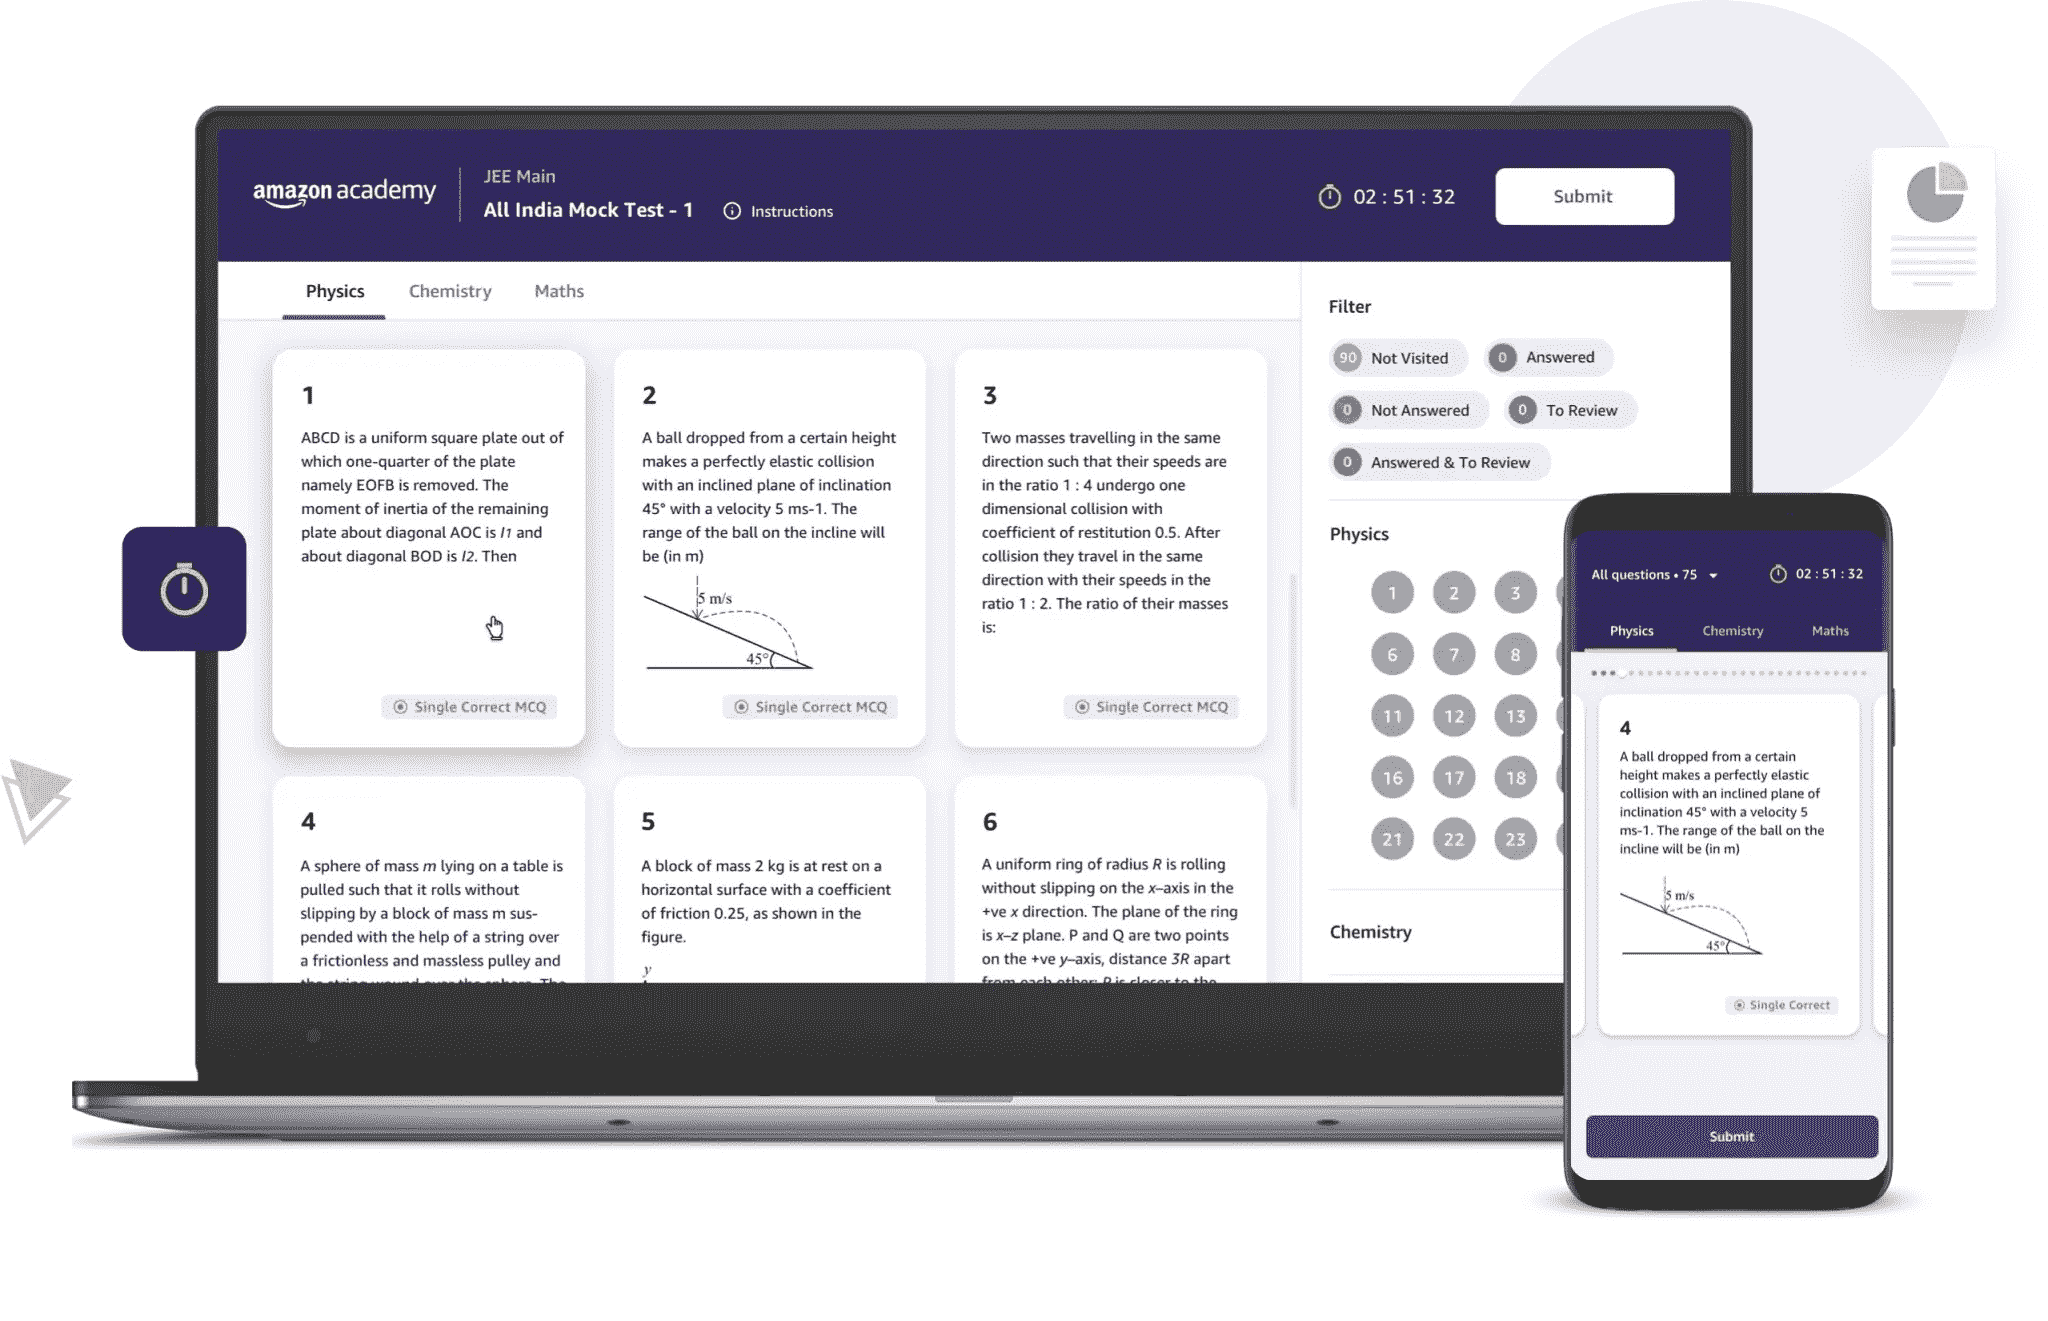 amazon academy
JEE Main
All India Mock Test - 1
Instructions
02 : 51 : 32
Submit
Physics
Chemistry
Maths
1
ABCD is a uniform square plate out of
which one-quarter of the plate
namely EOFB is removed. The
moment of inertia of the remaining
plate about diagonal AOC is I1 and
about diagonal BOD is I2. Then
Single Correct MCQ
2
A ball dropped from a certain height
makes a perfectly elastic collision
with an inclined plane of inclination
45° with a velocity 5 ms-1. The
range of the ball on the incline will
be (in m)
5 m/s
45°
Single Correct MCQ
3
Two masses travelling in the same
direction such that their speeds are
in the ratio 1 : 4 undergo one
dimensional collision with
coefficient of restitution 0.5. After
collision they travel in the same
direction with their speeds in the
ratio 1 : 2. The ratio of their masses
is:
Single Correct MCQ
4
A sphere of mass m lying on a table is
pulled such that it rolls without
slipping by a block of mass m sus-
pended with the help of a string over
a frictionless and massless pulley and
the string wound over the sphere. The
5
A block of mass 2 kg is at rest on a
horizontal surface with a coefficient
of friction 0.25, as shown in the
figure.
y
6
A uniform ring of radius R is rolling
without slipping on the x–axis in the
+ve x direction. The plane of the ring
is x–z plane. P and Q are two points
on the +ve y–axis, distance 3R apart
from each other; P is closer to the
Filter
90 Not Visited
0 Answered
0 Not Answered
0 To Review
0 Answered & To Review
Physics
1 2 3
6 7 8
11 12 13
16 17 18
21 22 23
Chemistry
All questions • 75
02 : 51 : 32
Physics
Chemistry
Maths
4
A ball dropped from a certain
height makes a perfectly elastic
collision with an inclined plane of
inclination 45° with a velocity 5
ms-1. The range of the ball on the
incline will be (in m)
5 m/s
45°
Single Correct
Submit